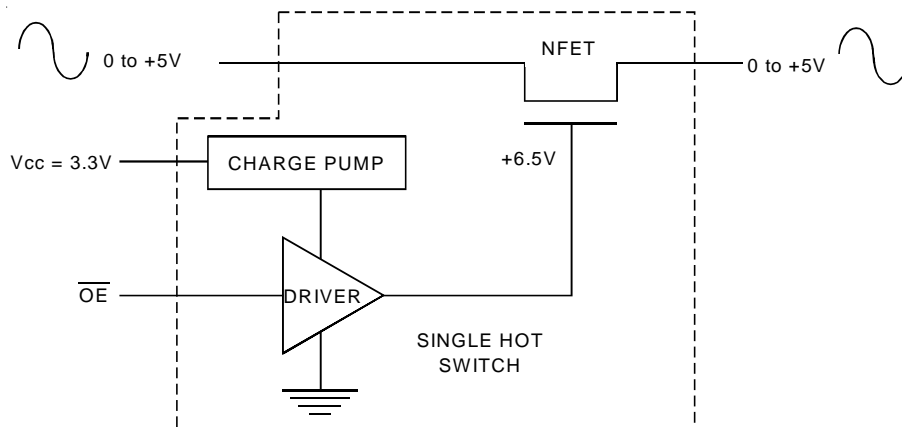 NFET
0 to +5V
0 to +5V
Vcc = 3.3V
CHARGE PUMP
+6.5V
OE
DRIVER
SINGLE HOT
SWITCH